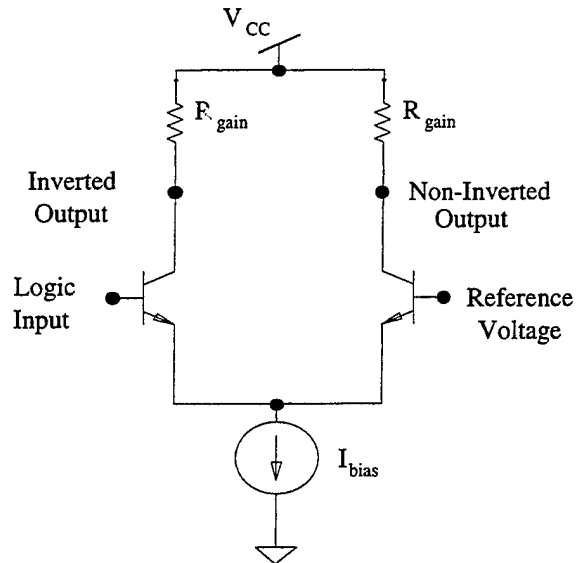 V CC
R gain
R gain
Inverted
Output
Non-Inverted
Output
Logic
Input
Reference
Voltage
I bias